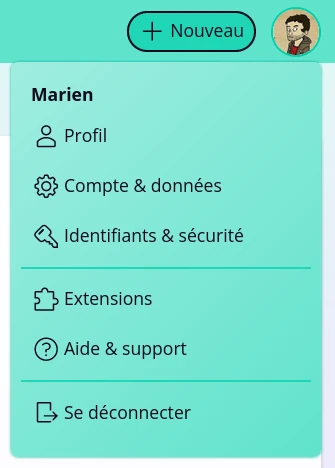 Nouveau
Marien
Profil
Compte & données
Identifiants & sécurité
Extensions
Aide & support
Se déconnecter